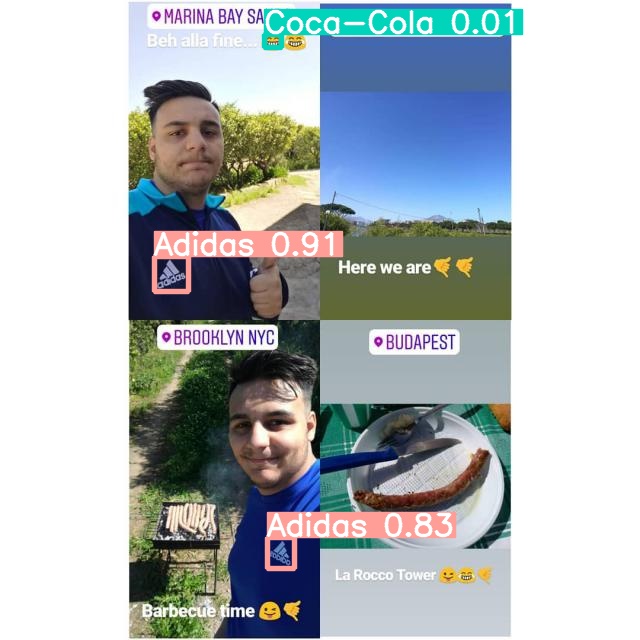 MARINA BAY SA
Coca-Cola 0.01
Beh alla fine...
Adidas 0.91
adidas
Here we are
BROOKLYN NYC
BUDAPEST
Adidas 0.83
adidas
La Rocco Tower
Barbecue time